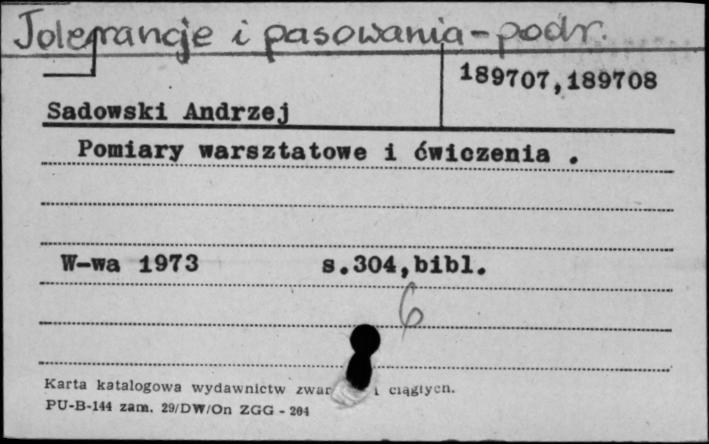 Tolerancje i pasowania - podr.
189707,189708
Sadowski Andrzej
Pomiary warsztatowe i ćwiczenia .
W-wa 1973 s.304,bibl.
6
Karta katalogowa wydawnictw i ciągłych.
PU-B-144 zam. 29/DW/On ZGG - 204